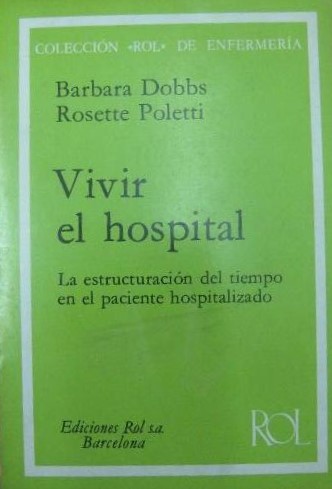 COLECCIÓN «ROL» DE ENFERMERÍA
Barbara Dobbs
Rosette Poletti
Vivir
el hospital
La estructuración del tiempo
en el paciente hospitalizado
Ediciones Rol s.a.
Barcelona
ROL